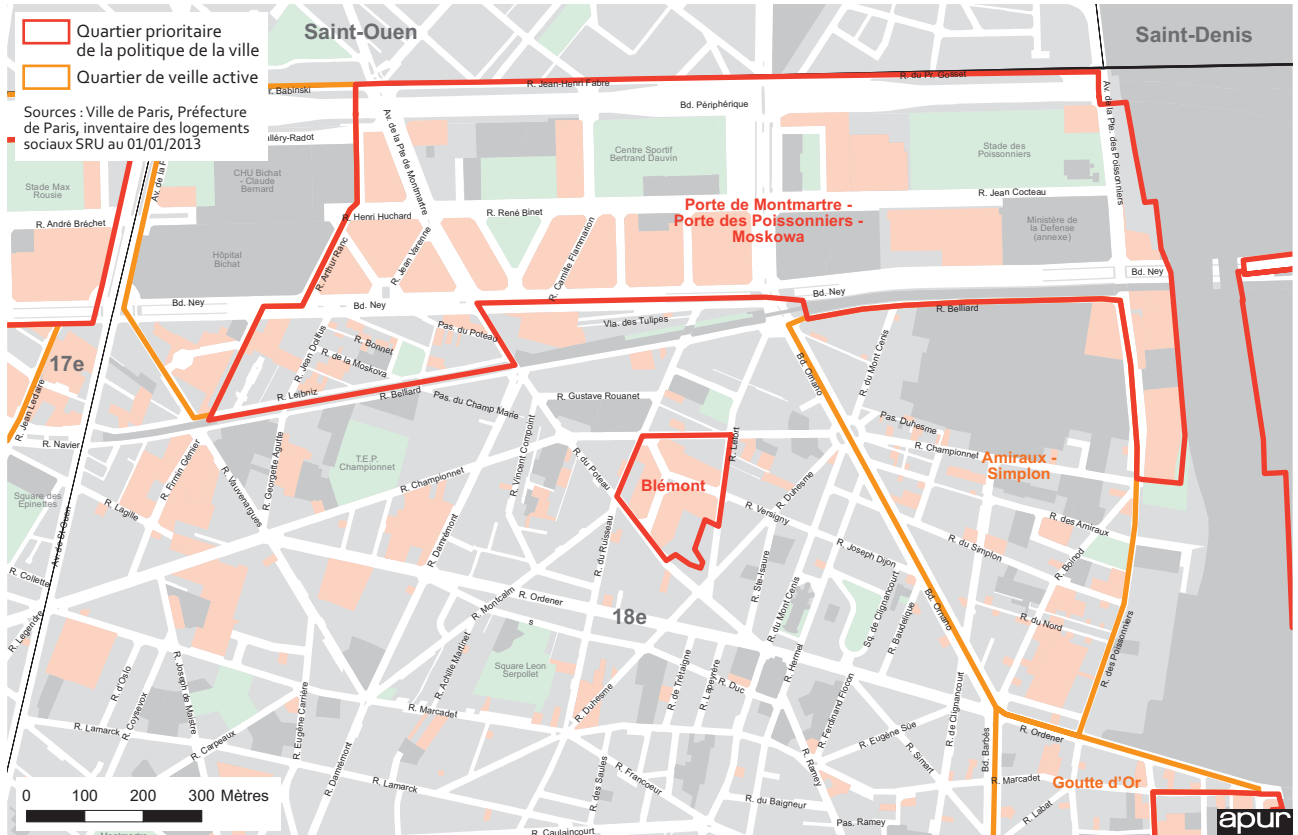 Quartier prioritaire
de la politique de la ville
Quartier de veille active
Sources : Ville de Paris, Préfecture
de Paris, inventaire des logements
sociaux SRU au 01/01/2013
Saint-Ouen
Saint-Denis
R. Jean-Henri Fabre
R. du Pr. Gosset
Bd. Périphérique
Av. de la Pte de Montmartre
Av. de la Pte. des Poissonniers
CHU Bichat
- Claude
Bernard
Centre Sportif
Bertrand Dauvin
Stade des
Poissonniers
Stade Max
Rousie
R. André Bréchet
R. Henri Huchard
R. René Binet
R. Jean Cocteau
Porte de Montmartre -
Porte des Poissonniers -
Moskowa
Ministère de
la Defense
(annexe)
Hôpital
Bichat
R. Arthur Ranc
R. Jean Varenne
R. Camille Flammarion
Bd. Ney
Bd. Ney
Bd. Ney
Bd. Ney
R. Belliard
Vla. des Tulipes
Pas. du Poteau
R. Jean Dollfus
R. Bonnet
R. de la Moskova
R. Leibniz
R. Belliard
Pas. du Champ Marie
17e
R. Jean Leclaire
R. Navier
R. Gustave Rouanet
Bd. Ornano
R. du Mont Cenis
Pas. Duhesme
R. Championnet
Amiraux -
Simplon
T.E.P.
Championnet
R. Championnet
R. Vincent Compoint
R. du Poteau
R. Lefort
Blémont
R. Firmin Gémier
R. Vauvenargues
R. Georgette Agutte
Square des
Epinettes
R. Lagille
Av. de St Ouen
R. Collette
R. Legendre
R. Damrémont
R. du Ruisseau
R. Versigny
R. Duhesme
R. Joseph Dijon
R. des Amiraux
R. du Simplon
R. Boinod
R. Ste-Isaure
R. du Mont Cenis
Sq. de Clignancourt
R. Baudelique
Bd. Ornano
R. du Nord
R. des Poissonniers
R. Montcalm
R. Ordener
s
18e
R. Achille Martinet
Square Leon
Serpollet
R. d'Oslo
R. Coysevox
R. Joseph de Maistre
R. Lamarck
R. Carpeaux
R. Eugène Carrière
R. Damrémont
R. Marcadet
R. Duhesme
R. de Trétaigne
R. Lapeyrère
R. Duc
R. Hermel
R. Ferdinand Flocon
R. Eugène Süe
R. Simart
R. de Clignancourt
Bd. Barbès
R. Ordener
R. Marcadet
Goutte d'Or
R. Labat
R. Lamarck
R. des Saules
R. Francoeur
R. Ramey
R. du Baigneur
Pas. Ramey
R. Caulaincourt
0 100 200 300 Mètres
apur